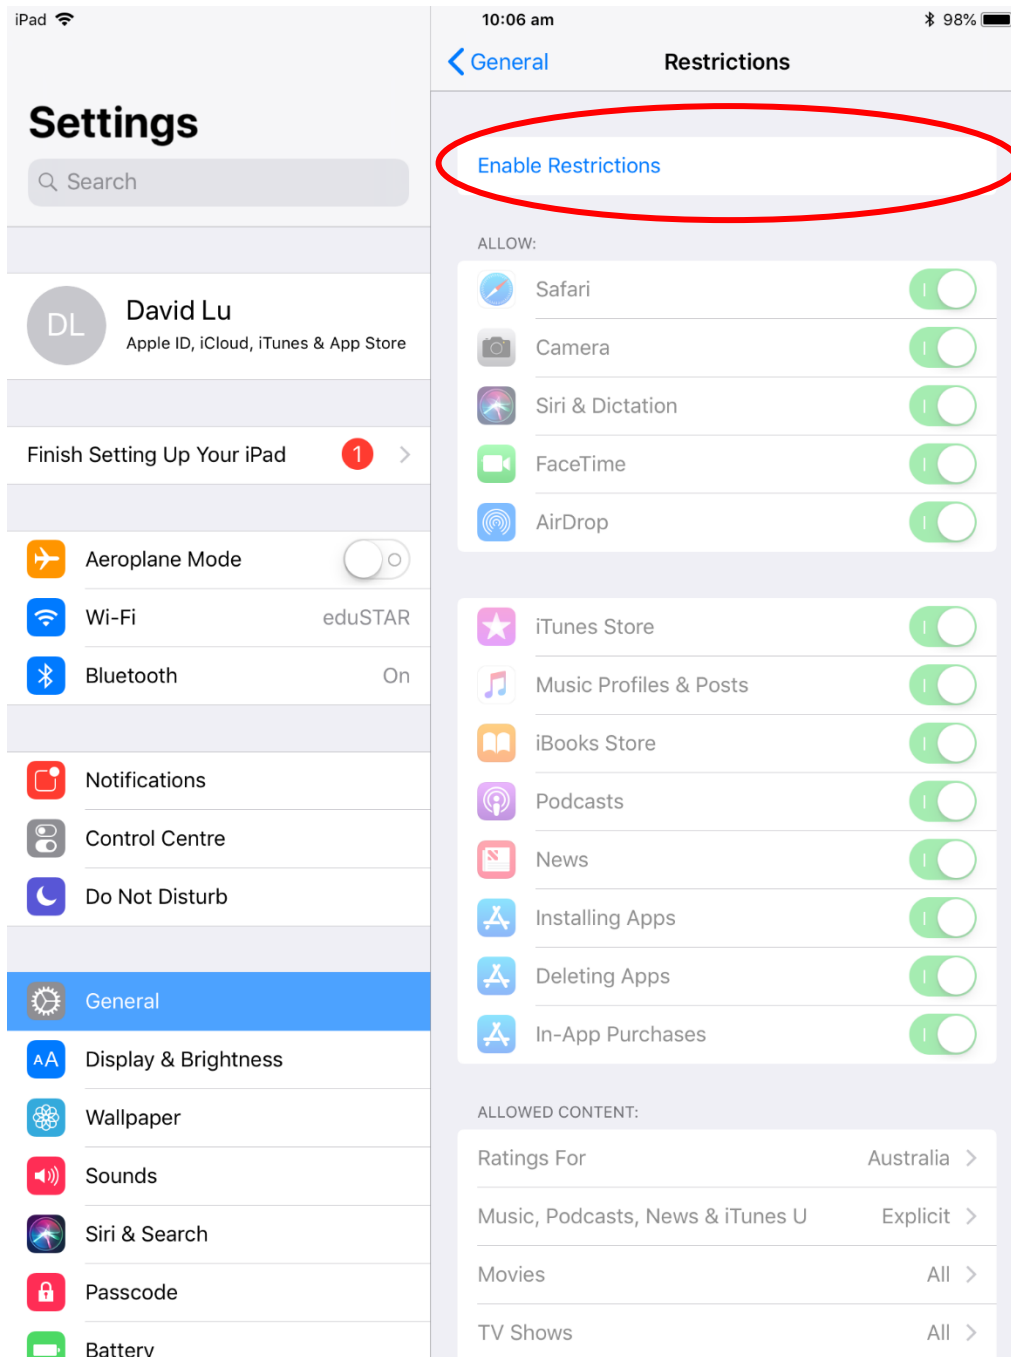 iPad
10:06 am
98%
Settings
Search
DL
David Lu
Apple ID, iCloud, iTunes & App Store
Finish Setting Up Your iPad 1
Aeroplane Mode
Wi-Fi eduSTAR
Bluetooth On
Notifications
Control Centre
Do Not Disturb
General
AA Display & Brightness
Wallpaper
Sounds
Siri & Search
Passcode
Battery
General
Restrictions
Enable Restrictions
ALLOW:
Safari
Camera
Siri & Dictation
FaceTime
AirDrop
iTunes Store
Music Profiles & Posts
iBooks Store
Podcasts
News
Installing Apps
Deleting Apps
In-App Purchases
ALLOWED CONTENT:
Ratings For Australia
Music, Podcasts, News & iTunes U Explicit
Movies All
TV Shows All